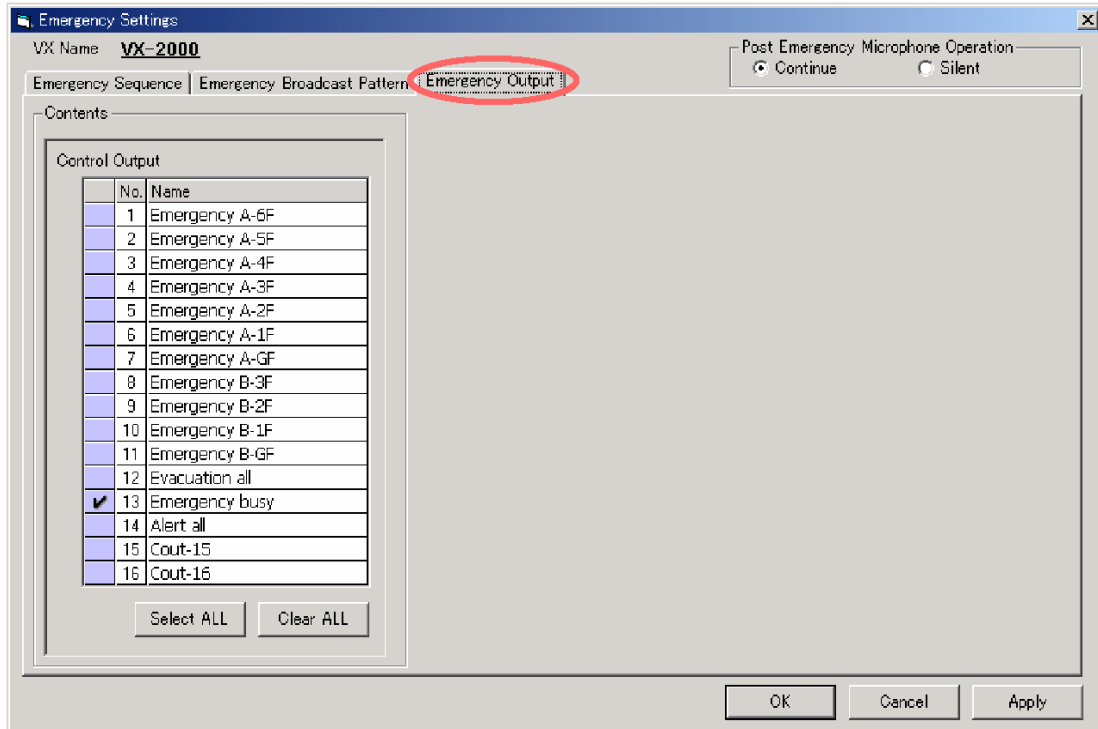 Emergency Settings
VX Name VX-2000
Post Emergency Microphone Operation
Continue Silent
Emergency Sequence Emergency Broadcast Pattern Emergency Output
Contents
Control Output
No. Name
1 Emergency A-6F
2 Emergency A-5F
3 Emergency A-4F
4 Emergency A-3F
5 Emergency A-2F
6 Emergency A-1F
7 Emergency A-GF
8 Emergency B-3F
9 Emergency B-2F
10 Emergency B-1F
11 Emergency B-GF
12 Evacuation all
13 Emergency busy
14 Alert all
15 Cout-15
16 Cout-16
Select ALL Clear ALL
OK Cancel Apply